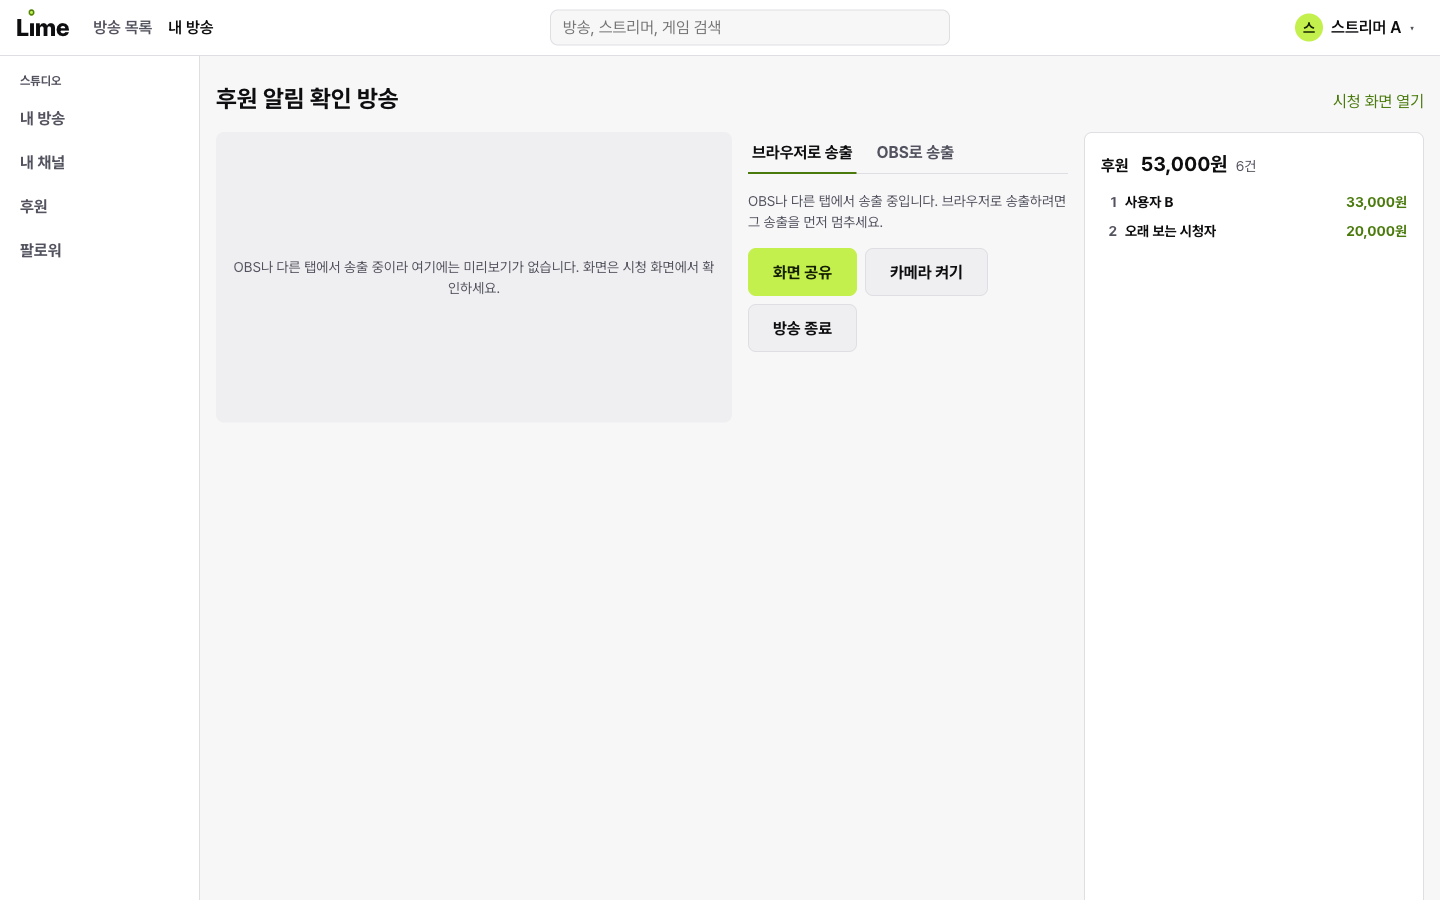 Lime
방송 목록
내 방송
방송, 스트리머, 게임 검색
스
스트리머 A
스튜디오
내 방송
내 채널
후원
팔로워
후원 알림 확인 방송
시청 화면 열기
OBS나 다른 탭에서 송출 중이라 여기에는 미리보기가 없습니다. 화면은 시청 화면에서 확
인하세요.
브라우저로 송출
OBS로 송출
OBS나 다른 탭에서 송출 중입니다. 브라우저로 송출하려면
그 송출을 먼저 멈추세요.
화면 공유
카메라 켜기
방송 종료
후원 53,000원 6건
1 사용자 B 33,000원
2 오래 보는 시청자 20,000원